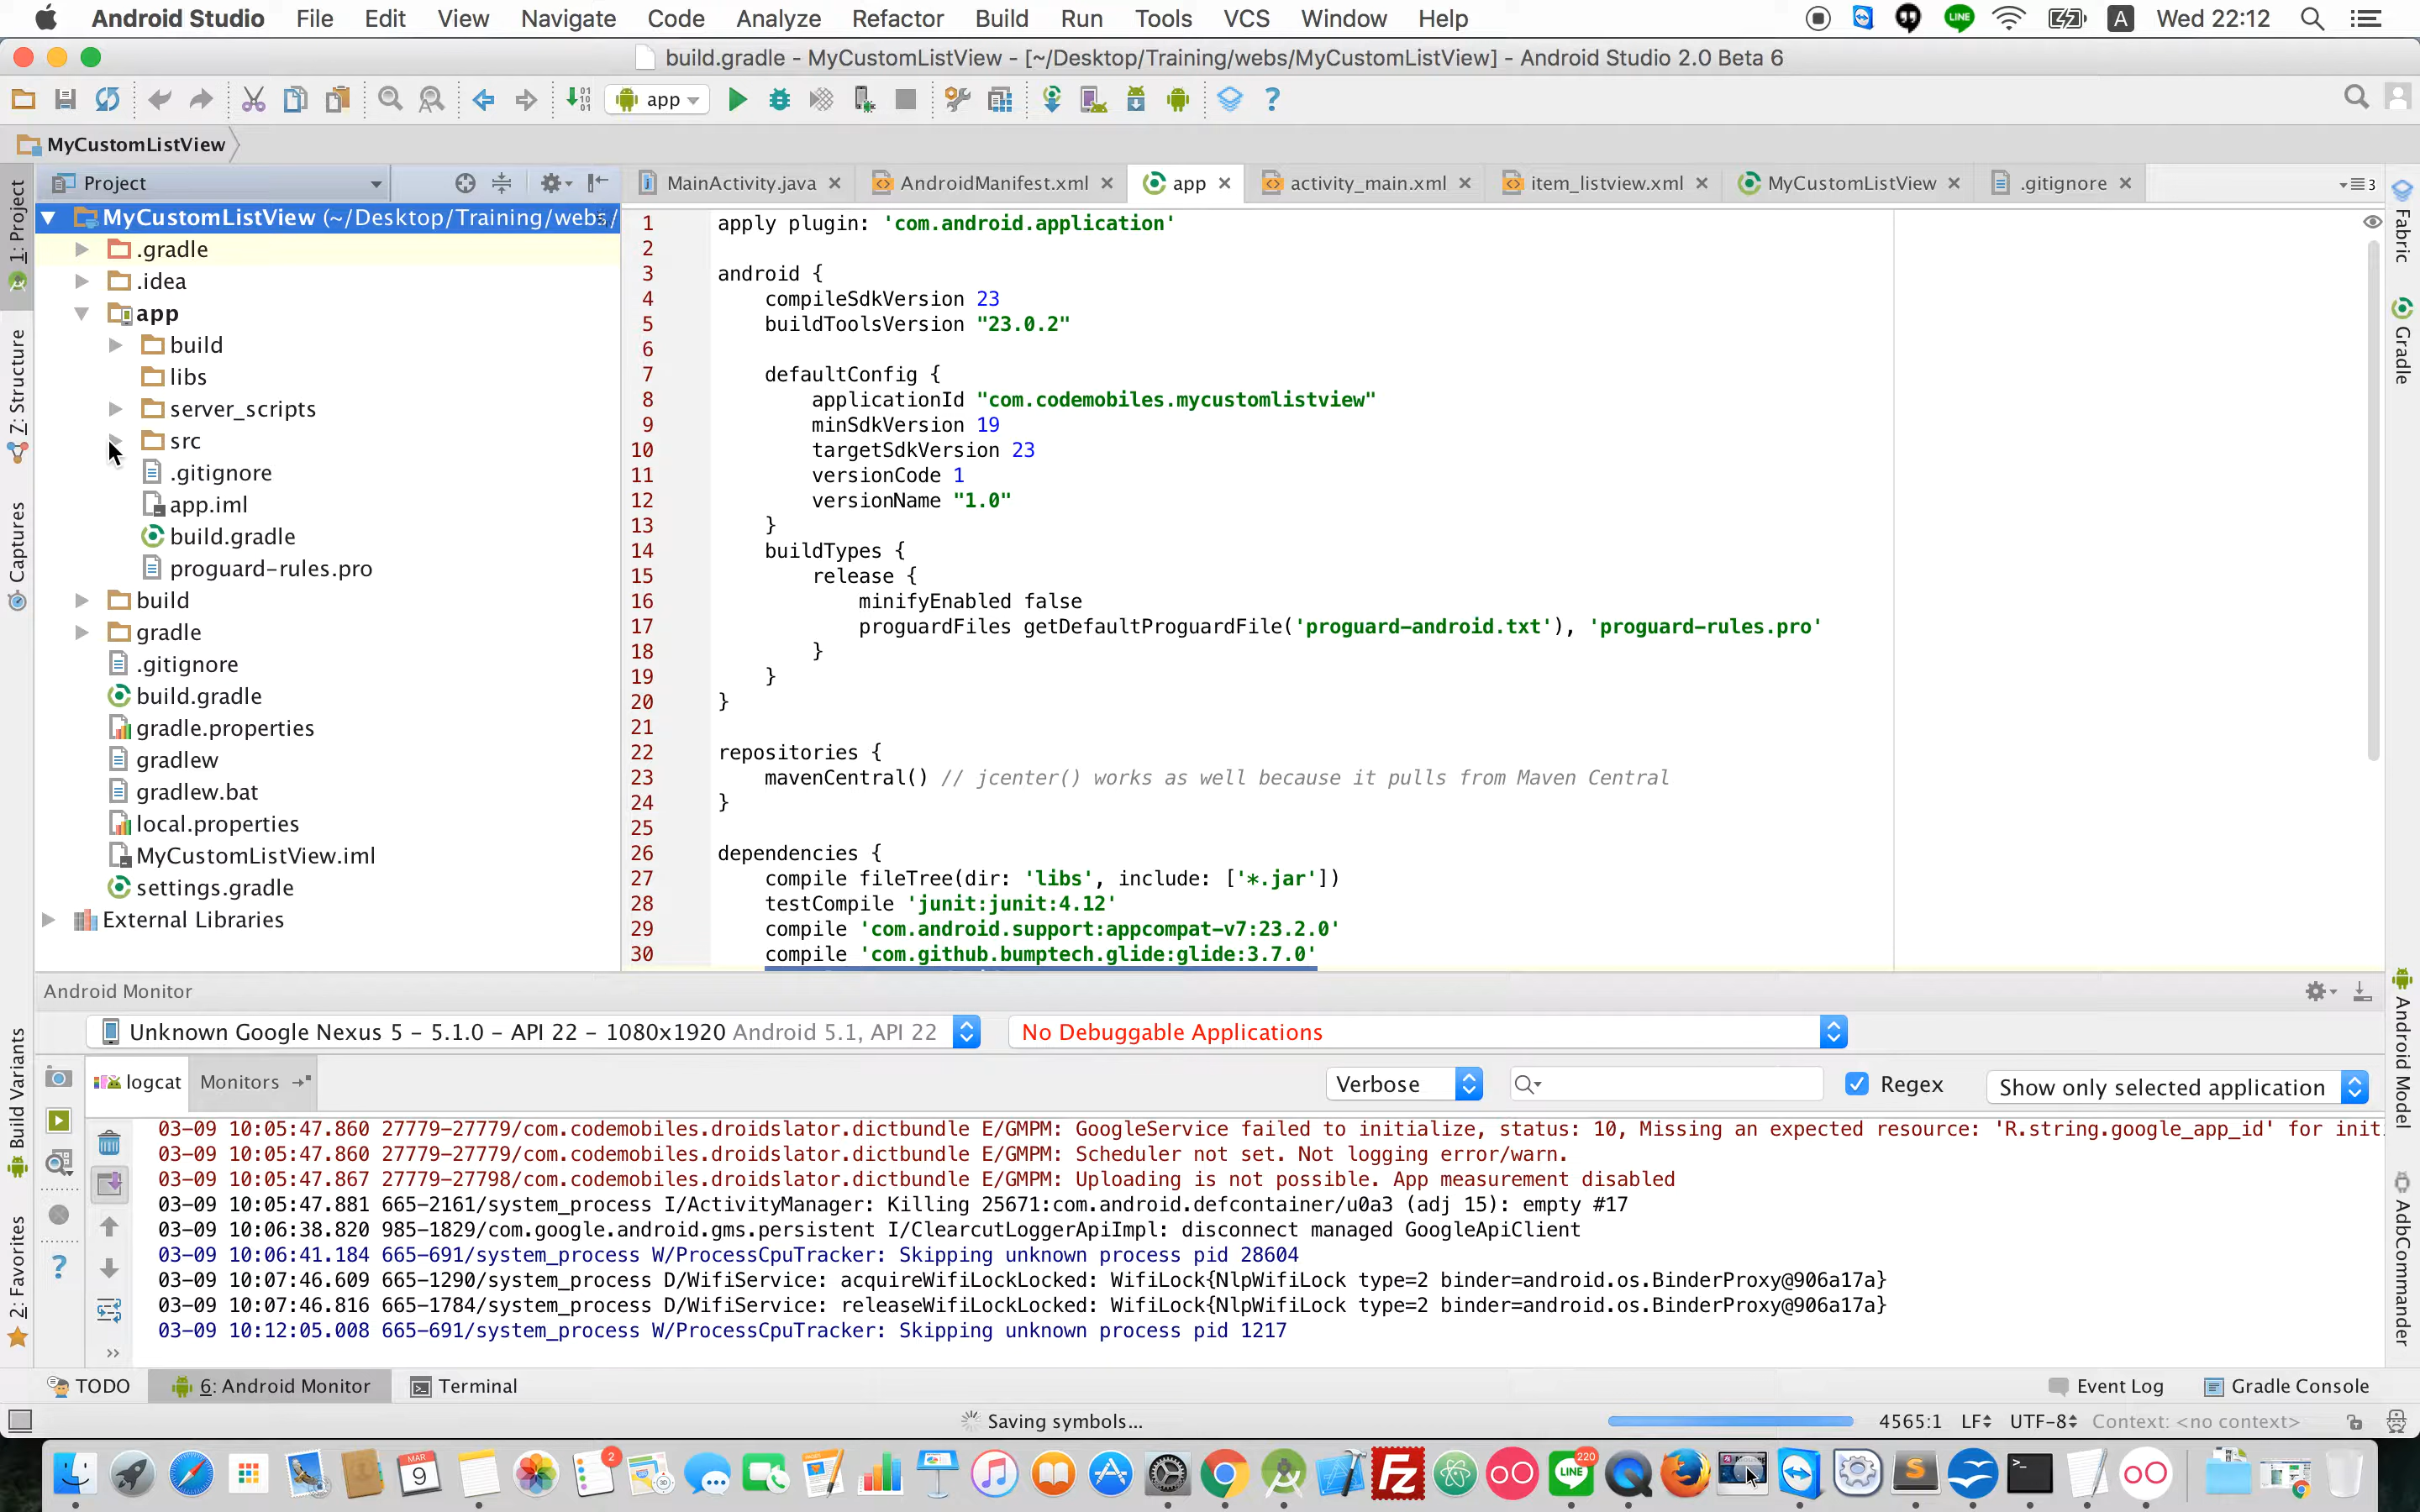 Android Studio File Edit View Navigate Code Analyze Refactor Build Run Tools VCS Window Help LINE A Wed 22:12
build.gradle - MyCustomListView - [~/Desktop/Training/webs/MyCustomListView] - Android Studio 2.0 Beta 6
app
MyCustomListView
Project
MainActivity.java AndroidManifest.xml app activity_main.xml item_listview.xml MyCustomListView .gitignore 3
1: Project
Z: Structure
Captures
Build Variants
2: Favorites
MyCustomListView (~/Desktop/Training/webs/
.gradle
.idea
app
build
libs
server_scripts
src
.gitignore
app.iml
build.gradle
proguard-rules.pro
build
gradle
.gitignore
build.gradle
gradle.properties
gradlew
gradlew.bat
local.properties
MyCustomListView.iml
settings.gradle
External Libraries
1 apply plugin: 'com.android.application'
2
3 android {
4 compileSdkVersion 23
5 buildToolsVersion "23.0.2"
6
7 defaultConfig {
8 applicationId "com.codemobiles.mycustomlistview"
9 minSdkVersion 19
10 targetSdkVersion 23
11 versionCode 1
12 versionName "1.0"
13 }
14 buildTypes {
15 release {
16 minifyEnabled false
17 proguardFiles getDefaultProguardFile('proguard-android.txt'), 'proguard-rules.pro'
18 }
19 }
20 }
21
22 repositories {
23 mavenCentral() // jcenter() works as well because it pulls from Maven Central
24 }
25
26 dependencies {
27 compile fileTree(dir: 'libs', include: ['*.jar'])
28 testCompile 'junit:junit:4.12'
29 compile 'com.android.support:appcompat-v7:23.2.0'
30 compile 'com.github.bumptech.glide:glide:3.7.0'
Fabric
Gradle
Android Model
AdbCommander
Android Monitor
Unknown Google Nexus 5 – 5.1.0 – API 22 – 1080x1920 Android 5.1, API 22
No Debuggable Applications
logcat Monitors
Verbose Regex Show only selected application
03-09 10:05:47.860 27779-27779/com.codemobiles.droidslator.dictbundle E/GMPM: GoogleService failed to initialize, status: 10, Missing an expected resource: 'R.string.google_app_id' for init
03-09 10:05:47.860 27779-27779/com.codemobiles.droidslator.dictbundle E/GMPM: Scheduler not set. Not logging error/warn.
03-09 10:05:47.867 27779-27798/com.codemobiles.droidslator.dictbundle E/GMPM: Uploading is not possible. App measurement disabled
03-09 10:05:47.881 665-2161/system_process I/ActivityManager: Killing 25671:com.android.defcontainer/u0a3 (adj 15): empty #17
03-09 10:06:38.820 985-1829/com.google.android.gms.persistent I/ClearcutLoggerApiImpl: disconnect managed GoogleApiClient
03-09 10:06:41.184 665-691/system_process W/ProcessCpuTracker: Skipping unknown process pid 28604
03-09 10:07:46.609 665-1290/system_process D/WifiService: acquireWifiLockLocked: WifiLock{NlpWifiLock type=2 binder=android.os.BinderProxy@906a17a}
03-09 10:07:46.816 665-1784/system_process D/WifiService: releaseWifiLockLocked: WifiLock{NlpWifiLock type=2 binder=android.os.BinderProxy@906a17a}
03-09 10:12:05.008 665-691/system_process W/ProcessCpuTracker: Skipping unknown process pid 1217
TODO 6: Android Monitor Terminal Event Log Gradle Console
Saving symbols... 4565:1 LF UTF-8 Context: <no context>
MAR 9 2 220 LINE